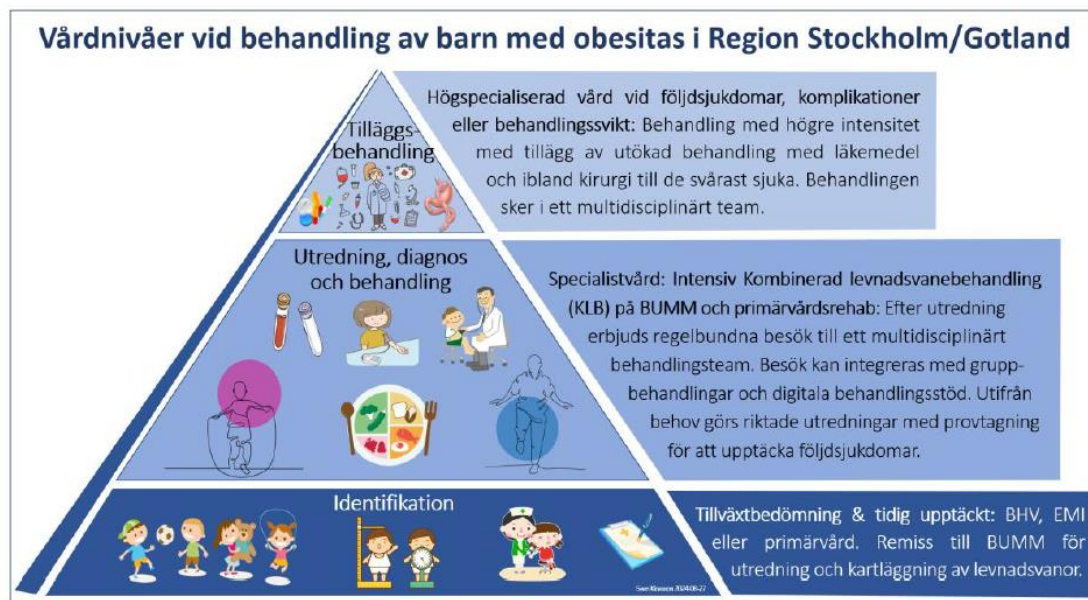 Vårdnivåer vid behandling av barn med obesitas i Region Stockholm/Gotland
Tilläggs-
behandling
Högspecialiserad vård vid följdsjukdomar, komplikationer
eller behandlingssvikt: Behandling med högre intensitet
med tillägg av utökad behandling med läkemedel
och ibland kirurgi till de svårast sjuka. Behandlingen
sker i ett multidisciplinärt team.
Utredning, diagnos
och behandling
Specialistvård: Intensiv Kombinerad levnadsvanebehandling
(KLB) på BUMM och primärvårdsrehab: Efter utredning
erbjuds regelbundna besök till ett multidisciplinärt
behandlingsteam. Besök kan integreras med grupp-
behandlingar och digitala behandlingsstöd. Utifrån
behov görs riktade utredningar med provtagning
för att upptäcka följdsjukdomar.
Identifikation
Tillväxtbedömning & tidig upptäckt: BHV, EMI
eller primärvård. Remiss till BUMM för
utredning och kartläggning av levnadsvanor.